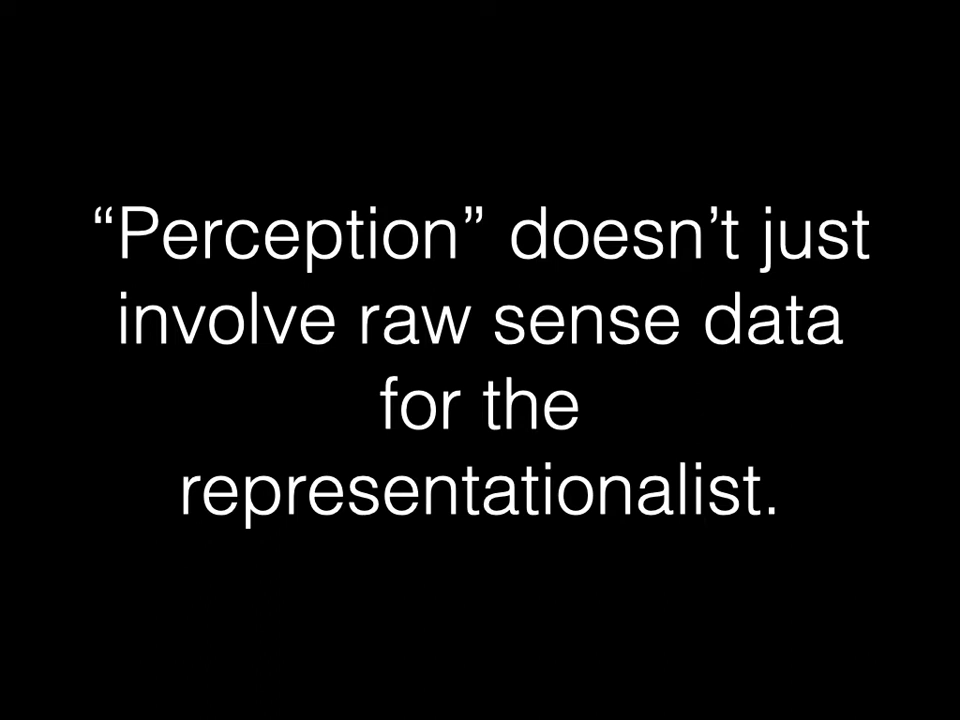 “Perception” doesn’t just
involve raw sense data
for the
representationalist.